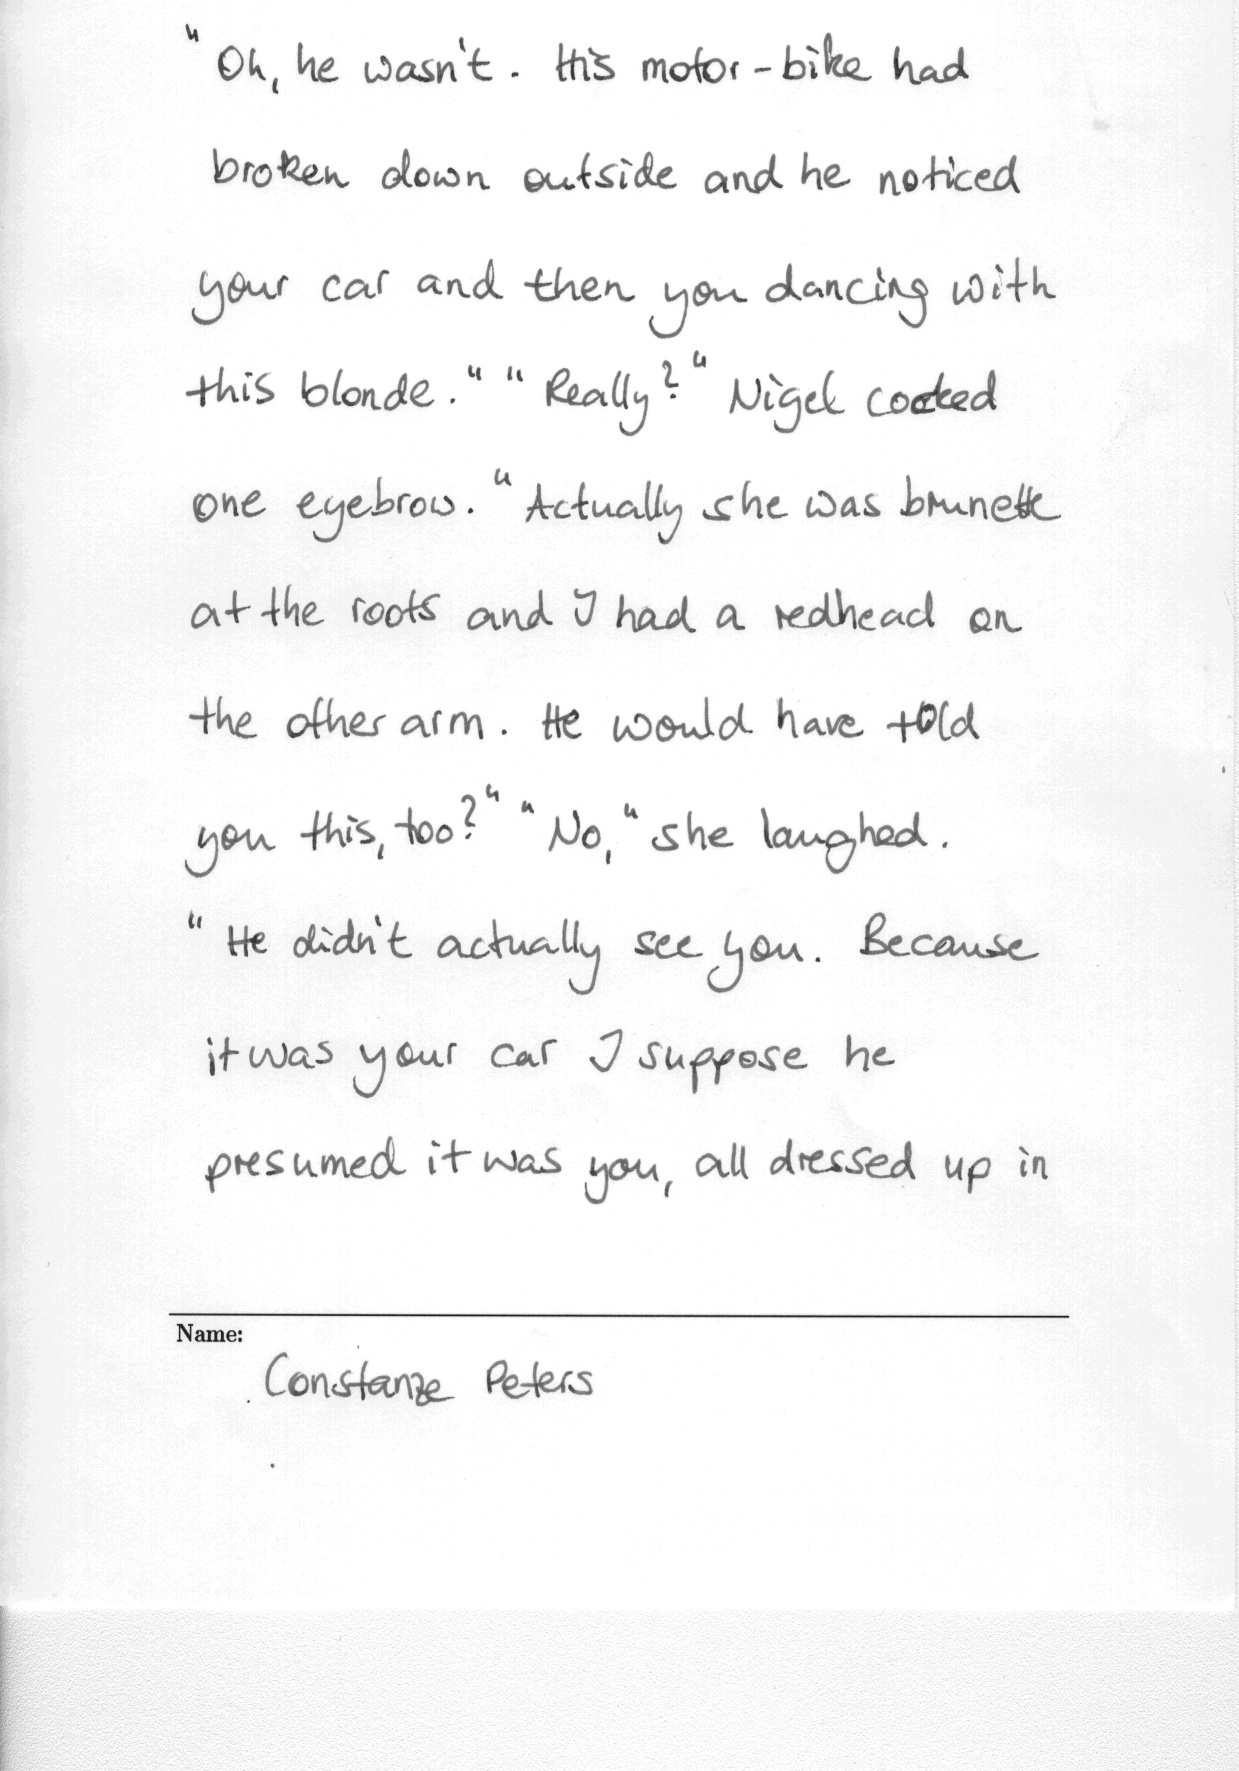 "Oh, he wasn't. His motor-bike had
broken down outside and he noticed
your car and then you dancing with
this blonde." "Really?" Nigel cocked
one eyebrow. "Actually she was brunette
at the roots and I had a redhead on
the other arm. He would have told
you this, too?" "No," she laughed.
"He didn't actually see you. Because
it was your car I suppose he
presumed it was you, all dressed up in
Name:
Constanze Peters